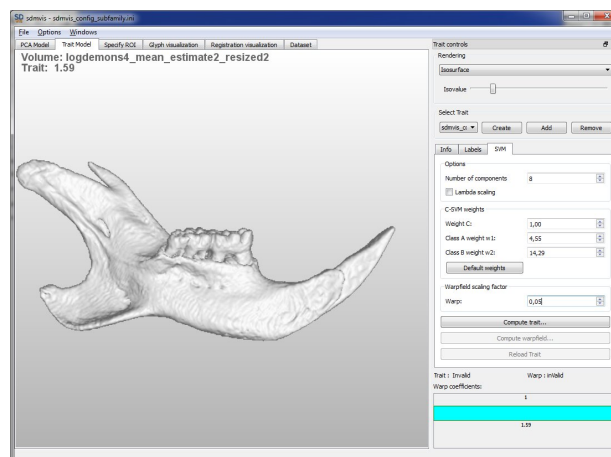 sdmvis - sdmvis_config_subfamily.ini
File Options Windows
PCA Model Trait Model Specify ROI Glyph visualization Registration visualization Dataset
Volume: logdemons4_mean_estimate2_resized2
Trait: 1.59
Trait controls
Rendering
Isosurface
Isovalue
Select Trait
sdmvis_ci Create Add Remove
Info Labels SVM
Options
Number of components 8
Lambda scaling
C-SVM weights
Weight C: 1,00
Class A weight w1: 4,55
Class B weight w2: 14,29
Default weights
Warpfield scaling factor
Warp: 0,05
Compute trait...
Compute warpfield...
Reload Trait
Trait : Invalid Warp : inValid
Warp coefficients:
1
1.59